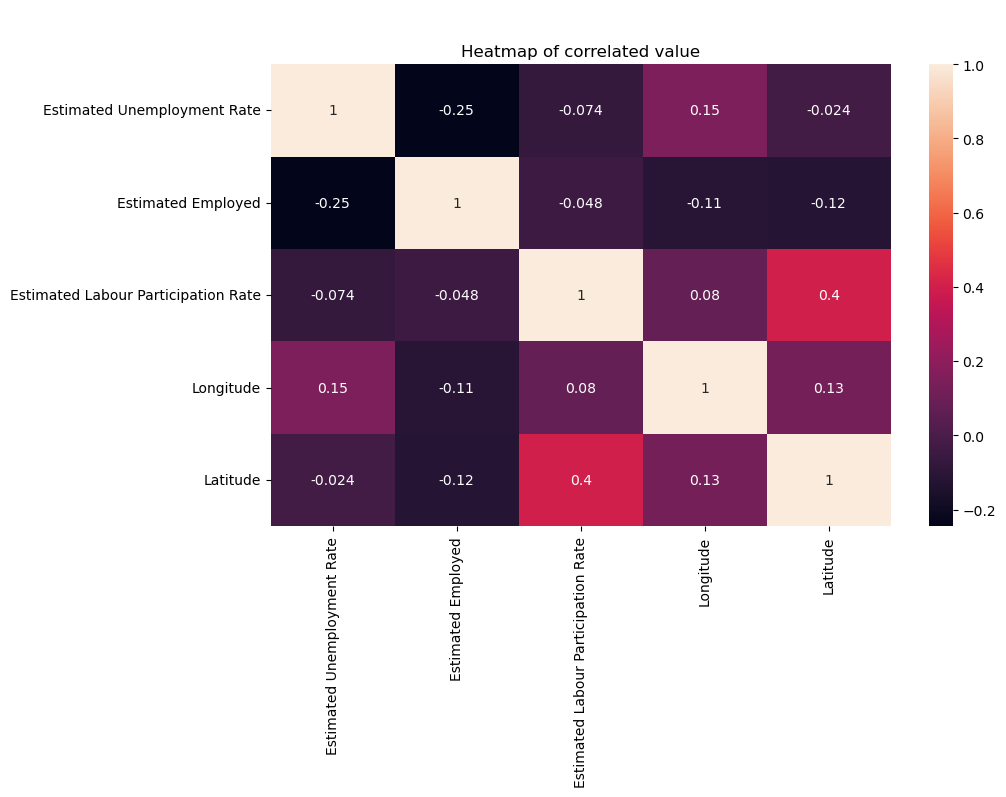 Heatmap of correlated value
Estimated Unemployment Rate 1 -0.25 -0.074 0.15 -0.024
Estimated Employed -0.25 1 -0.048 -0.11 -0.12
Estimated Labour Participation Rate -0.074 -0.048 1 0.08 0.4
Longitude 0.15 -0.11 0.08 1 0.13
Latitude -0.024 -0.12 0.4 0.13 1
Estimated Unemployment Rate
Estimated Employed
Estimated Labour Participation Rate
Longitude
Latitude
1.0
0.8
0.6
0.4
0.2
0.0
−0.2